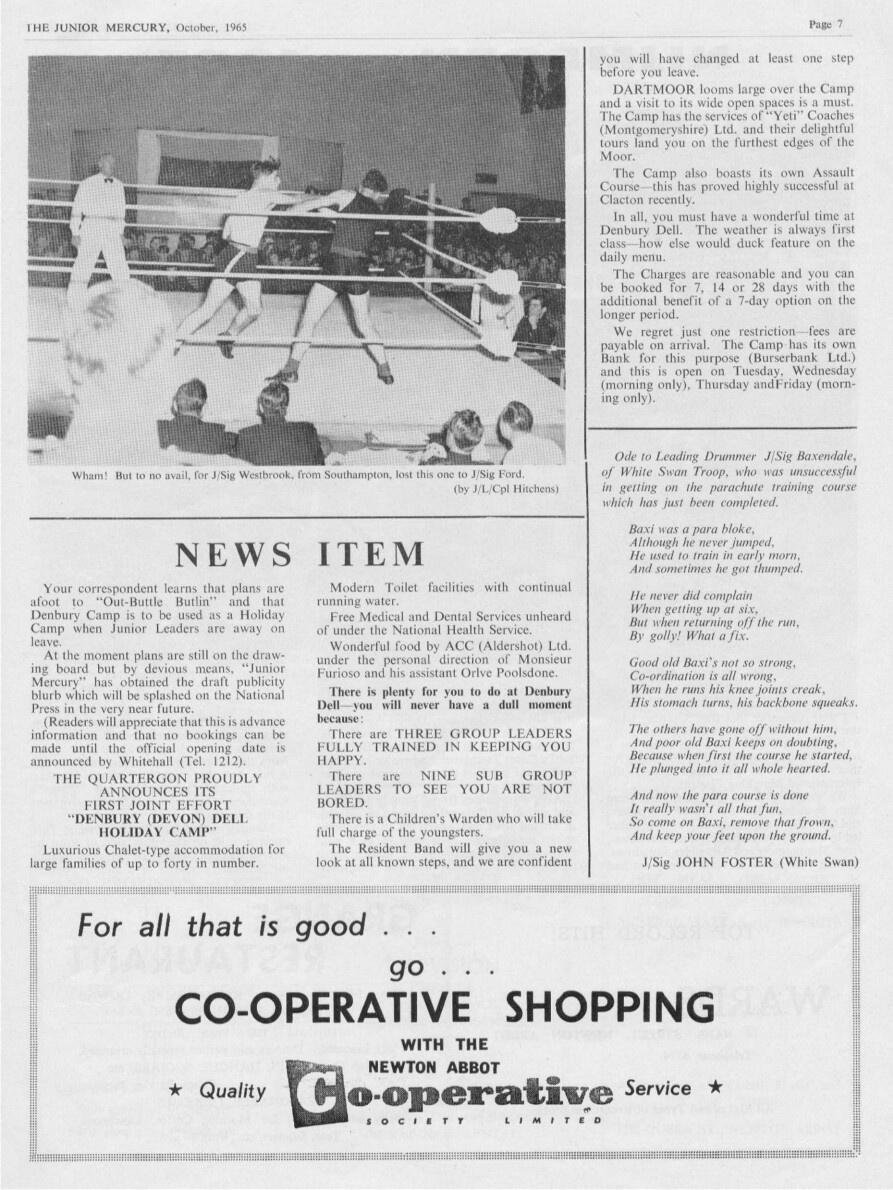 THE JUNIOR MERCURY, October, 1965
Page 7
Wham! But to no avail, for J/Sig Westbrook, from Southampton, lost this one to J/Sig Ford.
(by J/L/Cpl Hitchens)
NEWS ITEM
Your correspondent learns that plans are
afoot to "Out-Buttle Butlin" and that
Denbury Camp is to be used as a Holiday
Camp when Junior Leaders are away on
leave.
At the moment plans are still on the draw-
ing board but by devious means, "Junior
Mercury" has obtained the draft publicity
blurb which will be splashed on the National
Press in the very near future.
(Readers will appreciate that this is advance
information and that no bookings can be
made until the official opening date is
announced by Whitehall (Tel. 1212).
THE QUARTERGON PROUDLY
ANNOUNCES ITS
FIRST JOINT EFFORT
"DENBURY (DEVON) DELL
HOLIDAY CAMP"
Luxurious Chalet-type accommodation for
large families of up to forty in number.
Modern Toilet facilities with continual
running water.
Free Medical and Dental Services unheard
of under the National Health Service.
Wonderful food by ACC (Aldershot) Ltd.
under the personal direction of Monsieur
Furioso and his assistant Orlve Poolsdone.
There is plenty for you to do at Denbury
Dell—you will never have a dull moment
because:
There are THREE GROUP LEADERS
FULLY TRAINED IN KEEPING YOU
HAPPY.
There are NINE SUB GROUP
LEADERS TO SEE YOU ARE NOT
BORED.
There is a Children's Warden who will take
full charge of the youngsters.
The Resident Band will give you a new
look at all known steps, and we are confident
you will have changed at least one step
before you leave.
DARTMOOR looms large over the Camp
and a visit to its wide open spaces is a must.
The Camp has the services of "Yeti" Coaches
(Montgomeryshire) Ltd. and their delightful
tours land you on the furthest edges of the
Moor.
The Camp also boasts its own Assault
Course—this has proved highly successful at
Clacton recently.
In all, you must have a wonderful time at
Denbury Dell. The weather is always first
class—how else would duck feature on the
daily menu.
The Charges are reasonable and you can
be booked for 7, 14 or 28 days with the
additional benefit of a 7-day option on the
longer period.
We regret just one restriction—fees are
payable on arrival. The Camp has its own
Bank for this purpose (Burserbank Ltd.)
and this is open on Tuesday, Wednesday
(morning only), Thursday andFriday (morn-
ing only).
Ode to Leading Drummer J/Sig Baxendale,
of White Swan Troop, who was unsuccessful
in getting on the parachute training course
which has just been completed.
Baxi was a para bloke,
Although he never jumped,
He used to train in early morn,
And sometimes he got thumped.
He never did complain
When getting up at six,
But when returning off the run,
By golly! What a fix.
Good old Baxi's not so strong,
Co-ordination is all wrong,
When he runs his knee joints creak,
His stomach turns, his backbone squeaks.
The others have gone off without him,
And poor old Baxi keeps on doubting,
Because when first the course he started,
He plunged into it all whole hearted.
And now the para course is done
It really wasn't all that fun,
So come on Baxi, remove that frown,
And keep your feet upon the ground.
J/Sig JOHN FOSTER (White Swan)
For all that is good . . .
go . . .
CO-OPERATIVE SHOPPING
WITH THE
NEWTON ABBOT
★ Quality Co-operative Service ★
SOCIETY LIMITED